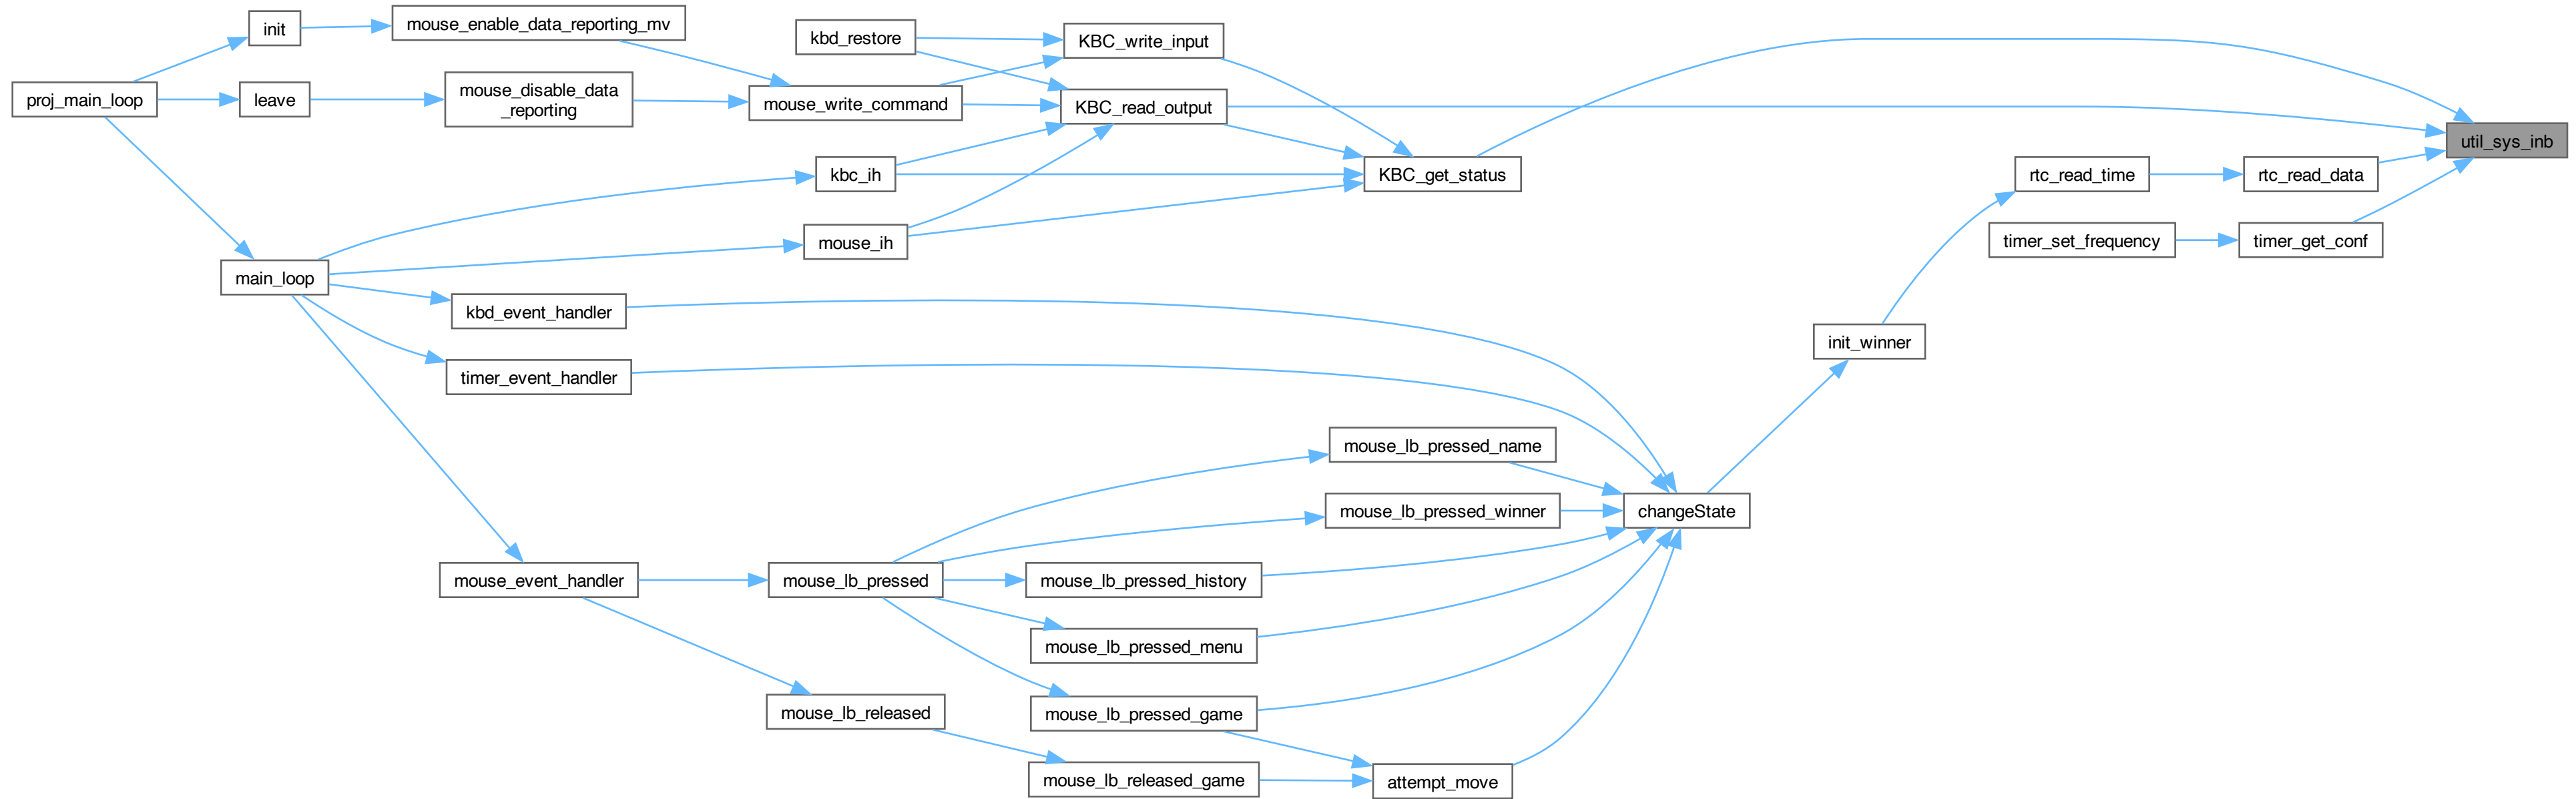 init
mouse_enable_data_reporting_mv
kbd_restore
KBC_write_input
proj_main_loop
leave
mouse_disable_data
_reporting
mouse_write_command
KBC_read_output
util_sys_inb
kbc_ih
KBC_get_status
rtc_read_time
rtc_read_data
mouse_ih
timer_set_frequency
timer_get_conf
main_loop
kbd_event_handler
init_winner
timer_event_handler
mouse_lb_pressed_name
mouse_lb_pressed_winner
changeState
mouse_event_handler
mouse_lb_pressed
mouse_lb_pressed_history
mouse_lb_pressed_menu
mouse_lb_released
mouse_lb_pressed_game
mouse_lb_released_game
attempt_move